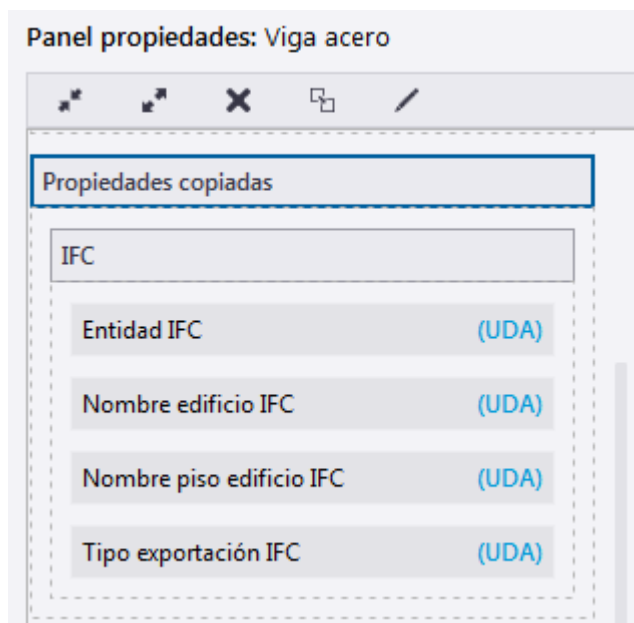 Panel propiedades: Viga acero
Propiedades copiadas
IFC
Entidad IFC (UDA)
Nombre edificio IFC (UDA)
Nombre piso edificio IFC (UDA)
Tipo exportación IFC (UDA)